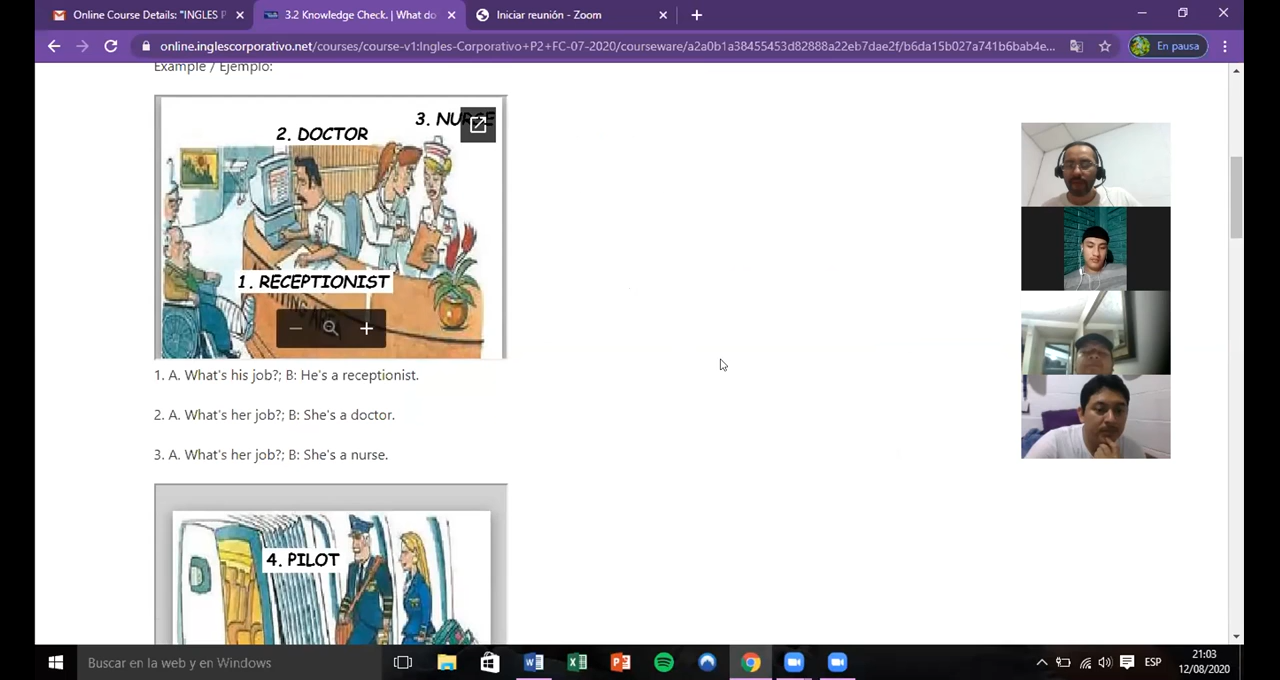 Online Course Details: "INGLES P
3.2 Knowledge Check. | What do
Iniciar reunión - Zoom
online.inglescorporativo.net/courses/course-v1:Ingles-Corporativo+P2+FC-07-2020/courseware/a2a0b1a38455453d82888a22eb7dae2f/b6da15b027a741b6bab4e...
En pausa
Example / Ejemplo:
3. NURSE
2. DOCTOR
1. RECEPTIONIST
1. A. What's his job?; B: He's a receptionist.
2. A. What's her job?; B: She's a doctor.
3. A. What's her job?; B: She's a nurse.
4. PILOT
Buscar en la web y en Windows
ESP
21:03
12/08/2020